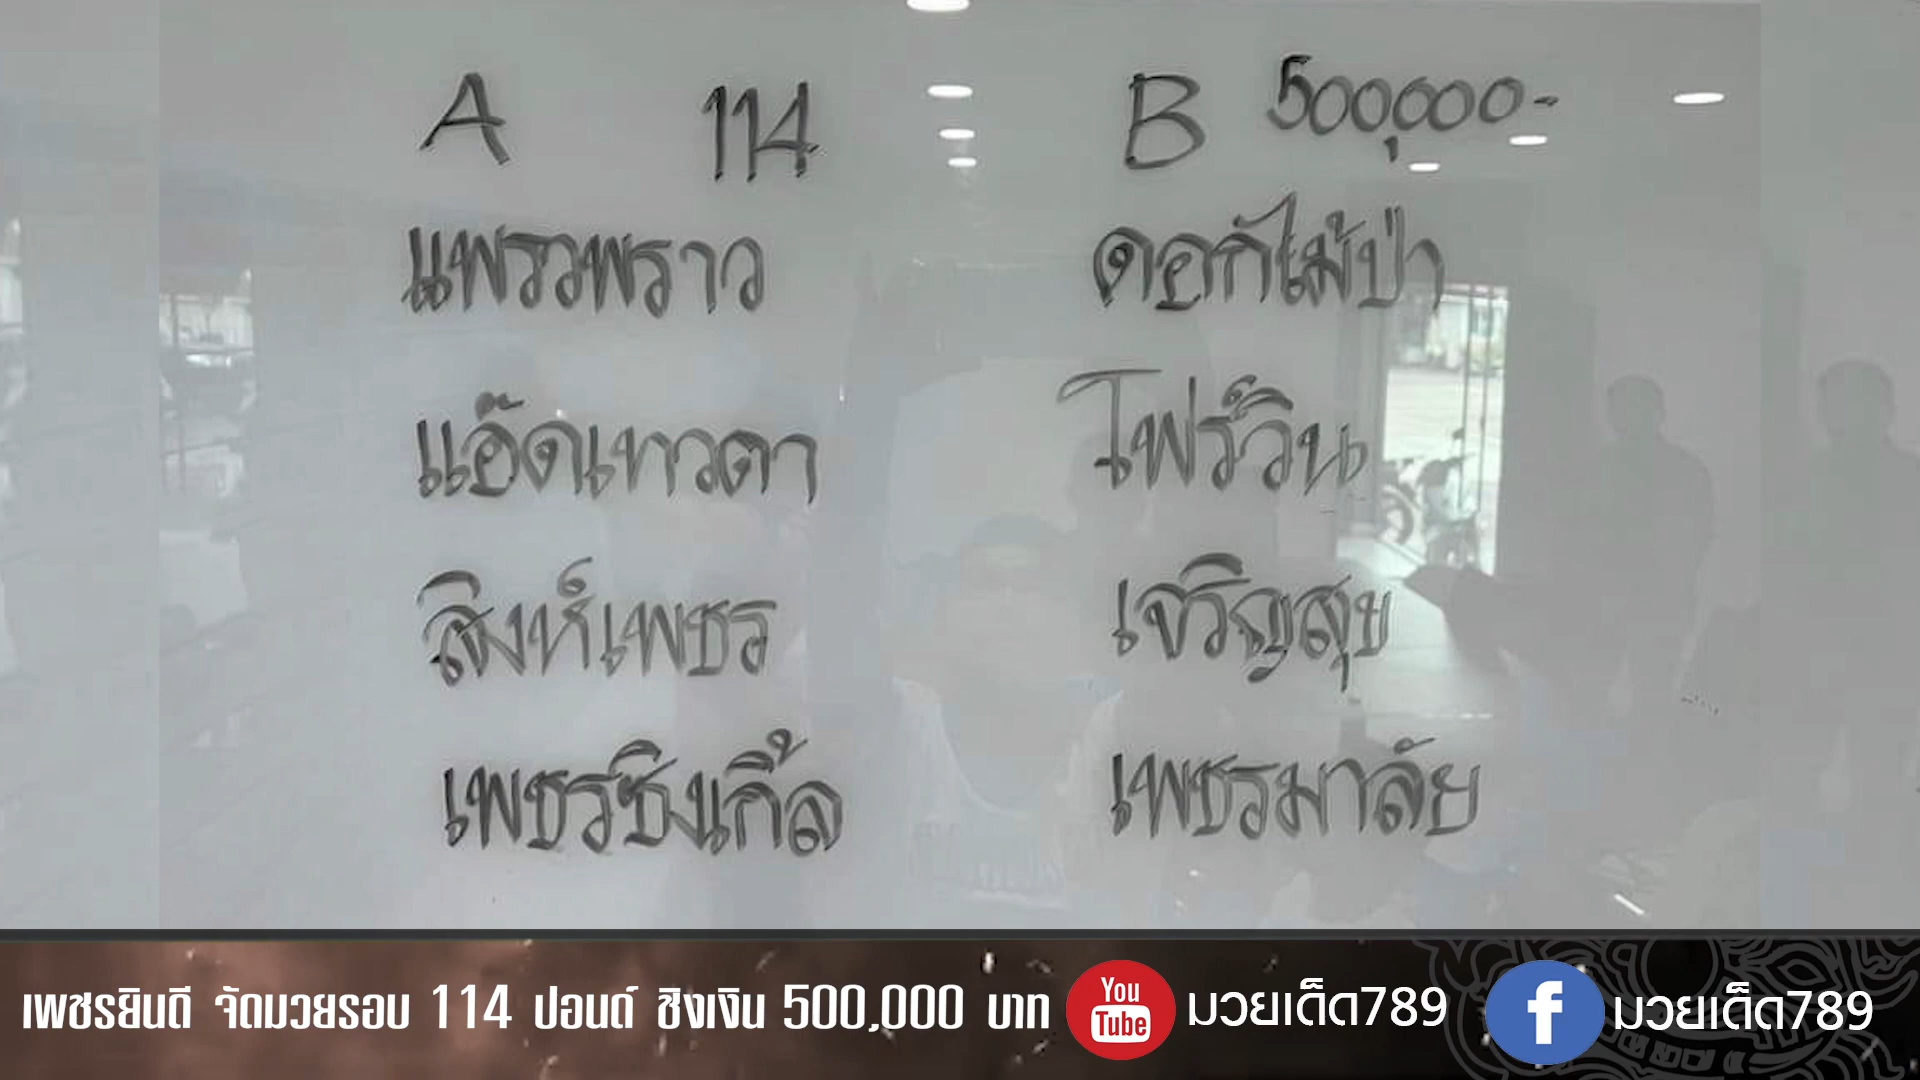 A 114 B 500,000-
แพรวพราว ดอกไม้ป่า
แอ๊ดเทวดา โฟร์วิน
สิงห์เพชร เจริญสุข
เพชรซิงเกิ้ล เพชรมาลัย
เพชรยินดี จัดมวยรอบ 114 ปอนด์ ชิงเงิน 500,000 บาท You Tube มวยเด็ด789 f มวยเด็ด789